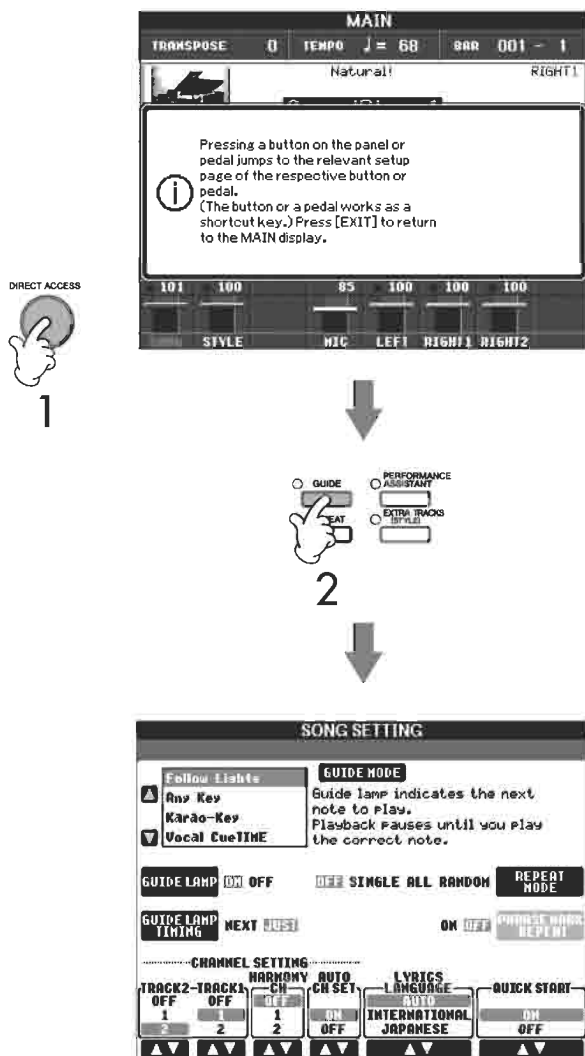 MAIN
TRANSPOSE 0 TEMPO ♩= 68 BAR 001 - 1
Natural! RIGHT1
Pressing a button on the panel or
pedal jumps to the relevant setup
page of the respective button or
pedal.
(The button or a pedal works as a
shortcut key.) Press [EXIT] to return
to the MAIN display.
101 100 85 100 100 100
STYLE MIC LEFT RIGHT1 RIGHT2
DIRECT ACCESS
1
GUIDE PERFORMANCE
ASSISTANT
EXTRA TRACKS
(STYLE)
2
SONG SETTING
Follow Lights
Any Key
Karao-Key
Vocal CueTIME
GUIDE MODE
Guide lamp indicates the next
note to play.
Playback pauses until you play
the correct note.
GUIDE LAMP ON OFF OFF SINGLE ALL RANDOM REPEAT
MODE
GUIDE LAMP
TIMING NEXT JUST ON OFF PHRASE MARK
REPEAT
CHANNEL SETTING
TRACK2 TRACK1 HARMONY
CH AUTO
CH SET LYRICS
LANGUAGE QUICK START
OFF OFF OFF AUTO
1 1 1 ON INTERNATIONAL ON
2 2 2 OFF JAPANESE OFF